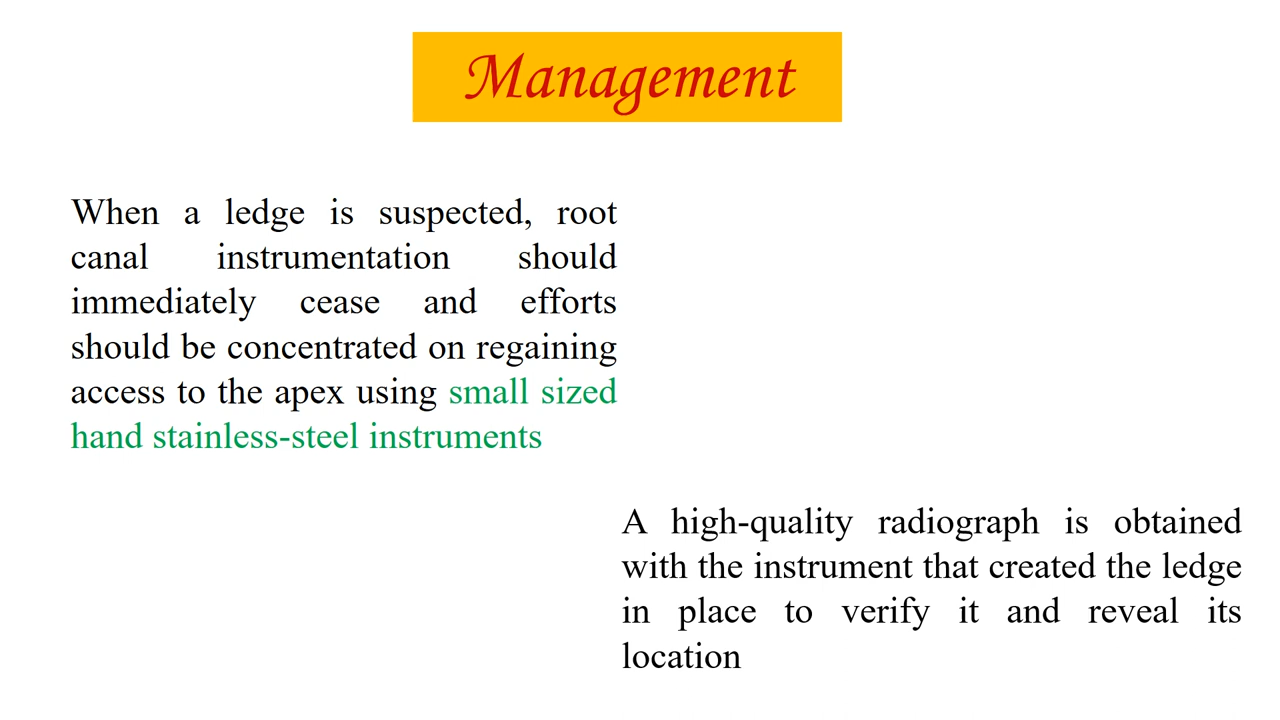 Management
When a ledge is suspected, root
canal instrumentation should
immediately cease and efforts
should be concentrated on regaining
access to the apex using small sized
hand stainless-steel instruments
A high-quality radiograph is obtained
with the instrument that created the ledge
in place to verify it and reveal its
location